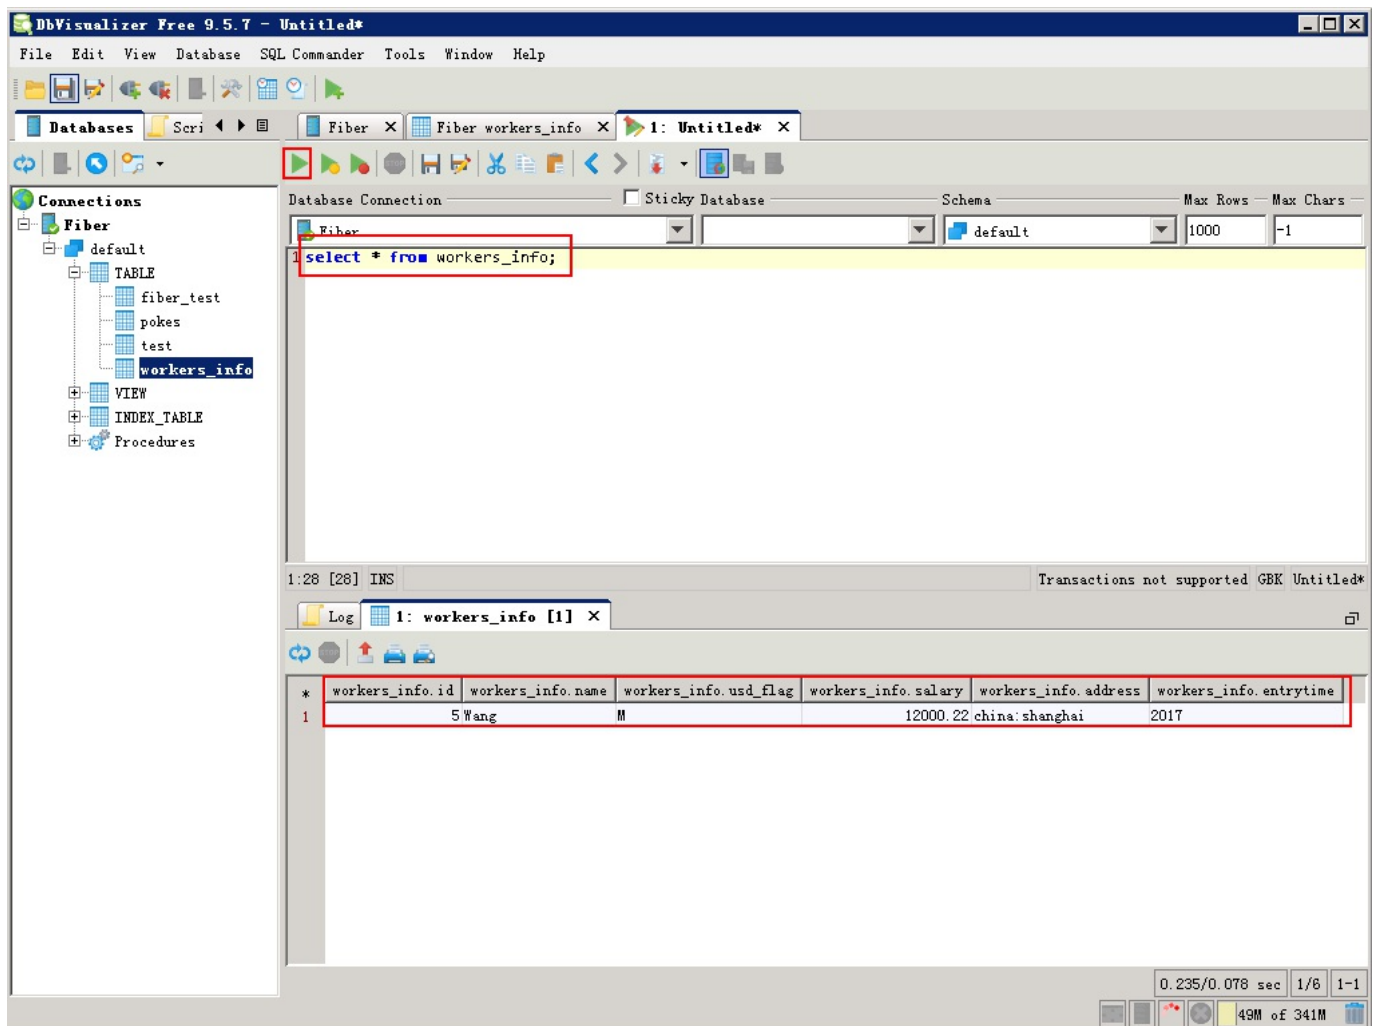 DbVisualizer Free 9.5.7 - Untitled*
File Edit View Database SQL Commander Tools Window Help
Databases Scri
Fiber Fiber workers_info 1: Untitled*
Database Connection Sticky Database Schema Max Rows Max Chars
Fiber default 1000 -1
1 select * from workers_info;
Connections
Fiber
default
TABLE
fiber_test
pokes
test
workers_info
VIEW
INDEX_TABLE
Procedures
1:28 [28] INS Transactions not supported GBK Untitled*
Log 1: workers_info [1]
* workers_info.id workers_info.name workers_info.usd_flag workers_info.salary workers_info.address workers_info.entrytime
1 5 Wang M 12000.22 china:shanghai 2017
0.235/0.078 sec 1/6 1-1
49M of 341M